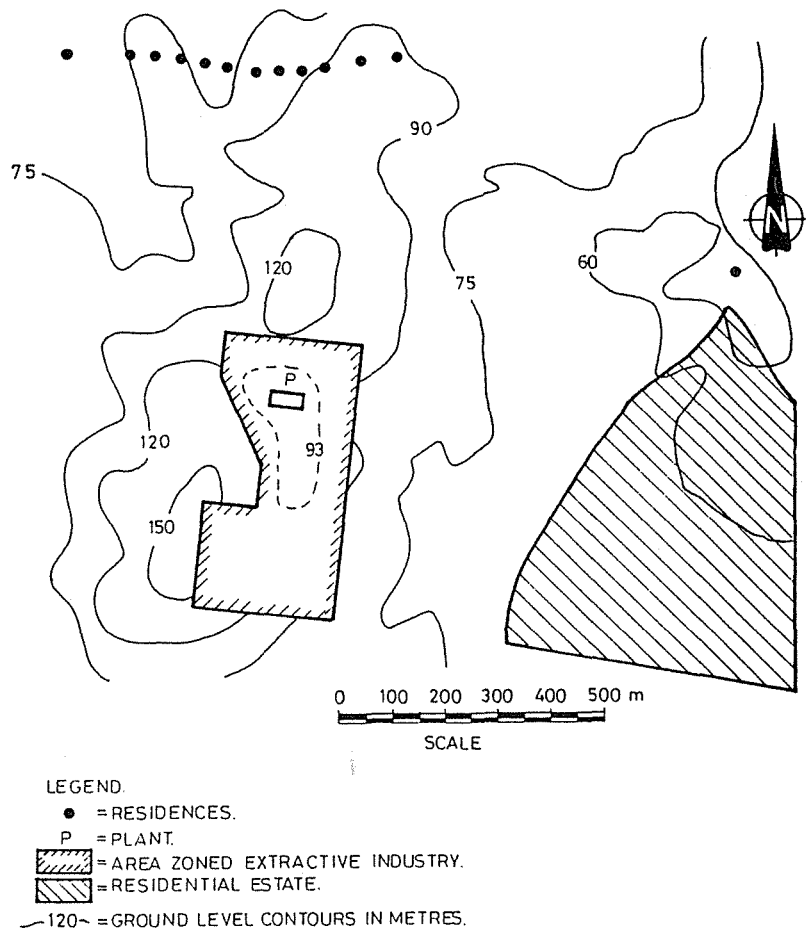 90
75
N
120
60
75
P
120
93
150
0 100 200 300 400 500 m
SCALE
LEGEND.
● = RESIDENCES.
P = PLANT.
= AREA ZONED EXTRACTIVE INDUSTRY.
= RESIDENTIAL ESTATE.
120 = GROUND LEVEL CONTOURS IN METRES.